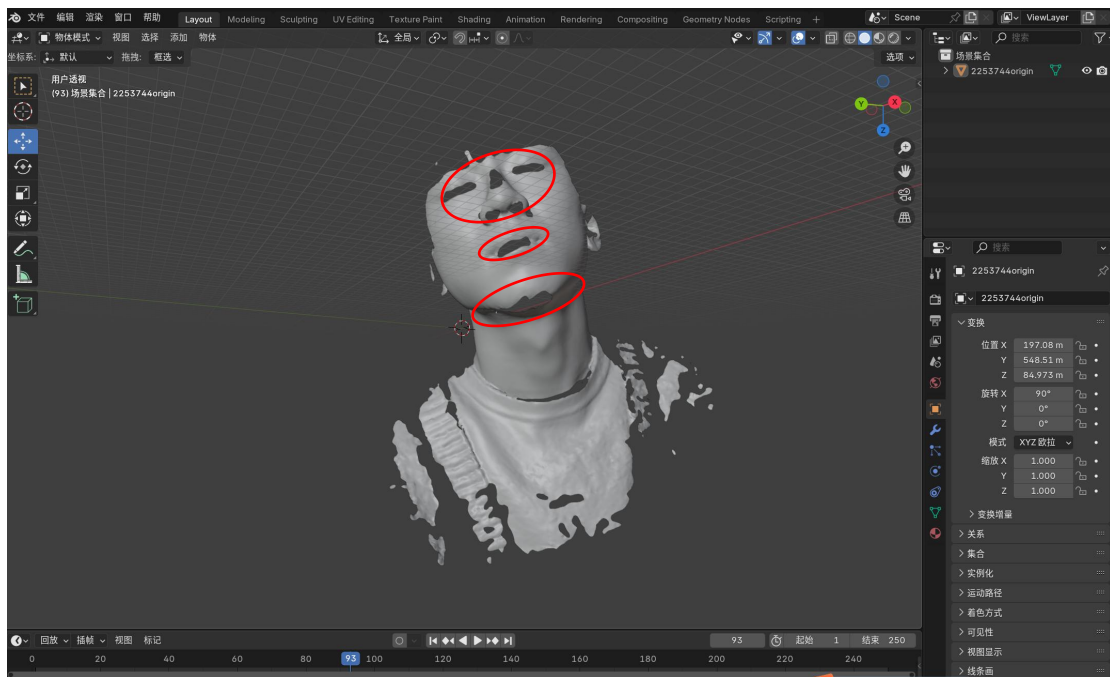 文件 编辑 渲染 窗口 帮助 Layout Modeling Sculpting UV Editing Texture Paint Shading Animation Rendering Compositing Geometry Nodes Scripting + Scene ViewLayer
物体模式 视图 选择 添加 物体 全局 搜索
坐标系: 默认 拖拽: 框选 选项
用户透视
(93) 场景集合 | 2253744origin
场景集合
2253744origin
X
Y
Z
搜索
2253744origin
2253744origin
变换
位置 X 197.08 m
Y 548.51 m
Z 84.973 m
旋转 X 90°
Y 0°
Z 0°
模式 XYZ 欧拉
缩放 X 1.000
Y 1.000
Z 1.000
变换增量
关系
集合
实例化
运动路径
着色方式
可见性
视图显示
线条画
回放 插帧 视图 标记 93 起始 1 结束 250
0 20 40 60 80 93 100 120 140 160 180 200 220 240